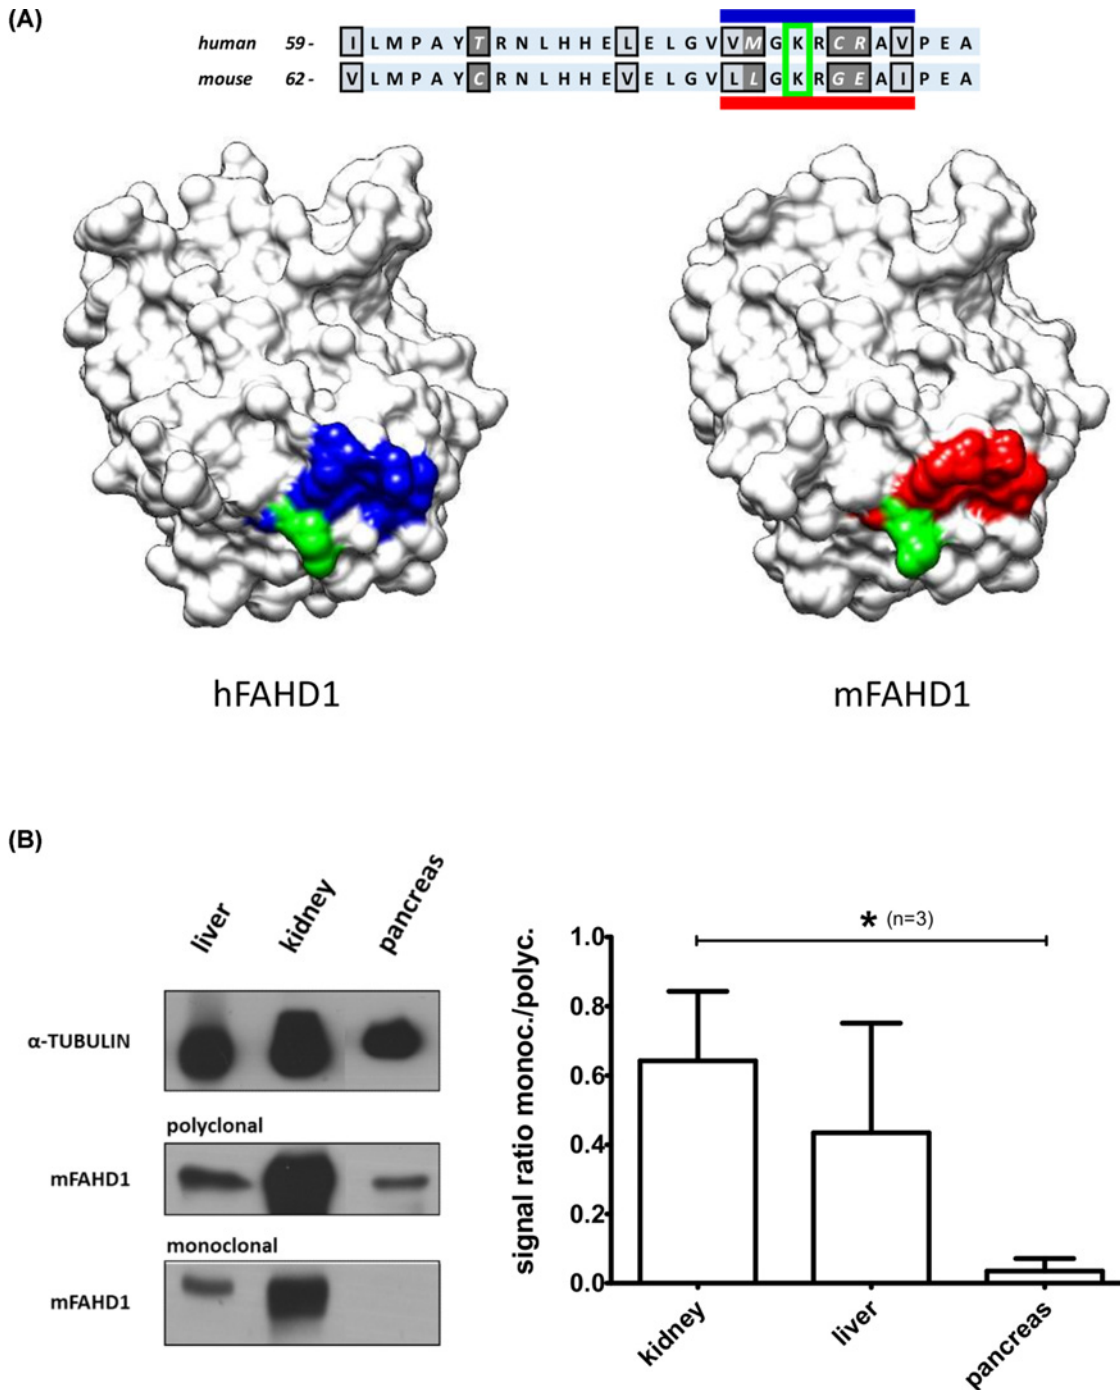 (A)
human 59 - I L M P A Y T R N L H H E L E L G V V M G K R C R A V P E A
mouse 62 - V L M P A Y C R N L H H E V E L G V L L G K R G E A I P E A
hFAHD1 mFAHD1
(B)
liver kidney pancreas
α-TUBULIN
polyclonal
mFAHD1
monoclonal
mFAHD1
* (n=3)
signal ratio monoc./polyc.
1.0
0.8
0.6
0.4
0.2
0.0
kidney liver pancreas